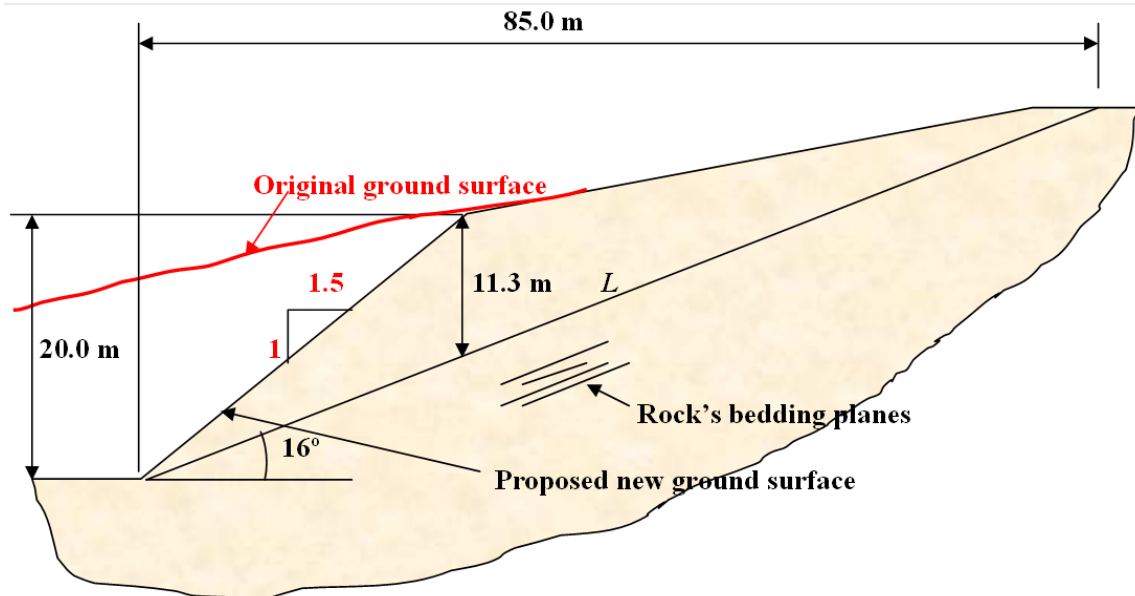 85.0 m
Original ground surface
1.5
11.3 m
L
1
20.0 m
Rock's bedding planes
16°
Proposed new ground surface